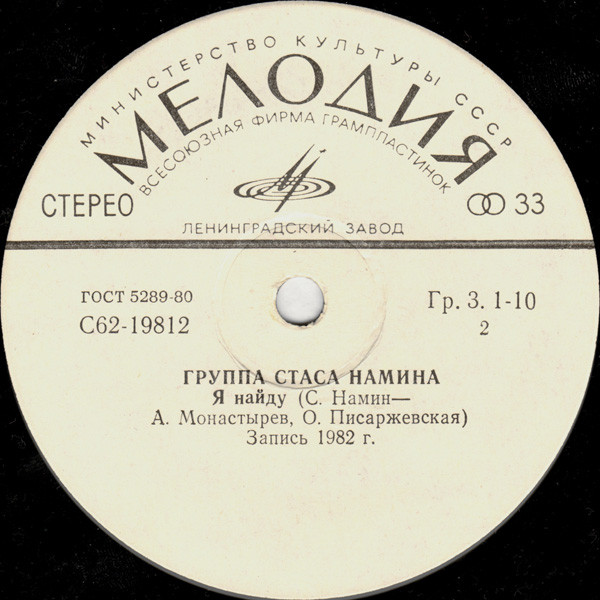 МИНИСТЕРСТВО КУЛЬТУРЫ СССР
МЕЛОДИЯ
ВСЕСОЮЗНАЯ ФИРМА ГРАМПЛАСТИНОК
СТЕРЕО
33
ЛЕНИНГРАДСКИЙ ЗАВОД
ГОСТ 5289-80
Гр. 3. 1-10
С62-19812
2
ГРУППА СТАСА НАМИНА
Я найду (С. Намин—
А. Монастырев, О. Писаржевская)
Запись 1982 г.